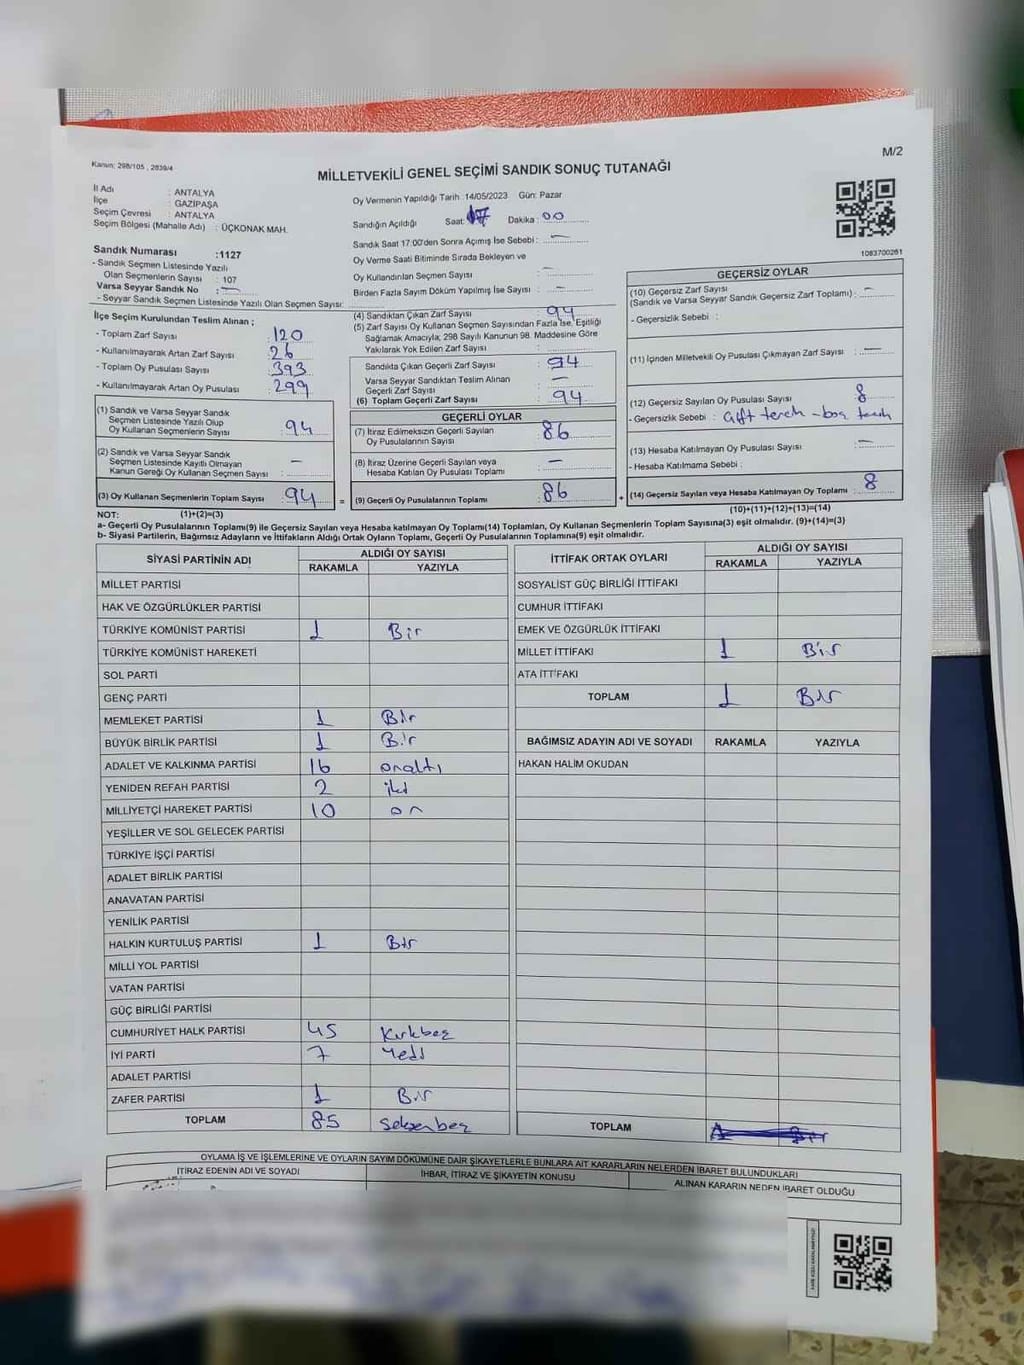 Kanun: 298/105 , 2839/4
M/2
MİLLETVEKİLİ GENEL SEÇİMİ SANDIK SONUÇ TUTANAĞI
İl Adı : ANTALYA
İlçe : GAZİPAŞA
Seçim Çevresi : ANTALYA
Seçim Bölgesi (Mahalle Adı) : ÜÇKONAK MAH.
Oy Vermenin Yapıldığı Tarih :14/05/2023 Gün: Pazar
Sandığın Açıldığı Saat: 17 Dakika : 00
Sandık Saat 17:00'den Sonra Açımış İse Sebebi : —
Oy Verme Saati Bitiminde Sırada Bekleyen ve
Oy Kullandırılan Seçmen Sayısı : —
Birden Fazla Sayım Döküm Yapılmış İse Sayısı : —
1083700261
Sandık Numarası :1127
- Sandık Seçmen Listesinde Yazılı
Olan Seçmenlerin Sayısı : 107
Varsa Seyyar Sandık No : —
- Seyyar Sandık Seçmen Listesinde Yazılı Olan Seçmen Sayısı:
İlçe Seçim Kurulundan Teslim Alınan ;
- Toplam Zarf Sayısı : 120
- Kullanılmayarak Artan Zarf Sayısı : 26
- Toplam Oy Pusulası Sayısı : 393
- Kullanılmayarak Artan Oy Pusulası : 299
(1) Sandık ve Varsa Seyyar Sandık
Seçmen Listesinde Yazılı Olup
Oy Kullanan Seçmenlerin Sayısı : 94
(2) Sandık ve Varsa Seyyar Sandık
Seçmen Listesinde Kayıtlı Olmayan
Kanun Gereği Oy Kullanan Seçmen Sayısı : —
(3) Oy Kullanan Seçmenlerin Toplam Sayısı : 94
(4) Sandıktan Çıkan Zarf Sayısı : 94
(5) Zarf Sayısı Oy Kullanan Seçmen Sayısından Fazla İse, Eşitliği
Sağlamak Amacıyla; 298 Sayılı Kanunun 98. Maddesine Göre
Yakılarak Yok Edilen Zarf Sayısı :
Sandıkta Çıkan Geçerli Zarf Sayısı : 94
Varsa Seyyar Sandıktan Teslim Alınan
Geçerli Zarf Sayısı : —
(6) Toplam Geçerli Zarf Sayısı : 94
GEÇERLİ OYLAR
(7) İtiraz Edilmeksizin Geçerli Sayılan
Oy Pusulalarının Sayısı : 86
(8) İtiraz Üzerine Geçerli Sayılan veya
Hesaba Katılan Oy Pusulası Toplamı : —
= (9) Geçerli Oy Pusulalarının Toplamı : 86
GEÇERSİZ OYLAR
(10) Geçersiz Zarf Sayısı
(Sandık ve Varsa Seyyar Sandık Geçersiz Zarf Toplamı) : —
- Geçersizlik Sebebi :
(11) İçinden Milletvekili Oy Pusulası Çıkmayan Zarf Sayısı : —
(12) Geçersiz Sayılan Oy Pusulası Sayısı : 8
- Geçersizlik Sebebi : Çift tercih - boş
(13) Hesaba Katılmayan Oy Pusulası Sayısı : —
- Hesaba Katılmama Sebebi :
+ (14) Geçersiz Sayılan veya Hesaba Katılmayan Oy Toplamı : 8
NOT: (1)+(2)=(3)
(10)+(11)+(12)+(13)=(14)
a- Geçerli Oy Pusulalarının Toplamı(9) ile Geçersiz Sayılan veya Hesaba katılmayan Oy Toplamı(14) Toplamları, Oy Kullanan Seçmenlerin Toplam Sayısına(3) eşit olmalıdır. (9)+(14)=(3)
b- Siyasi Partilerin, Bağımsız Adayların ve İttifakların Aldığı Ortak Oyların Toplamı, Geçerli Oy Pusulalarının Toplamına(9) eşit olmalıdır.
SİYASİ PARTİNİN ADI ALDIĞI OY SAYISI
RAKAMLA YAZIYLA
MİLLET PARTİSİ
HAK VE ÖZGÜRLÜKLER PARTİSİ
TÜRKİYE KOMÜNİST PARTİSİ 1 Bir
TÜRKİYE KOMÜNİST HAREKETİ
SOL PARTİ
GENÇ PARTİ
MEMLEKET PARTİSİ 1 Bir
BÜYÜK BİRLİK PARTİSİ 1 Bir
ADALET VE KALKINMA PARTİSİ 16 onaltı
YENİDEN REFAH PARTİSİ 2 iki
MİLLİYETÇİ HAREKET PARTİSİ 10 on
YEŞİLLER VE SOL GELECEK PARTİSİ
TÜRKİYE İŞÇİ PARTİSİ
ADALET BİRLİK PARTİSİ
ANAVATAN PARTİSİ
YENİLİK PARTİSİ
HALKIN KURTULUŞ PARTİSİ 1 Bir
MİLLİ YOL PARTİSİ
VATAN PARTİSİ
GÜÇ BİRLİĞİ PARTİSİ
CUMHURİYET HALK PARTİSİ 45 Kırkbeş
İYİ PARTİ 7 Yedi
ADALET PARTİSİ
ZAFER PARTİSİ 1 Bir
TOPLAM 85 Seksenbeş
İTTİFAK ORTAK OYLARI ALDIĞI OY SAYISI
RAKAMLA YAZIYLA
SOSYALİST GÜÇ BİRLİĞİ İTTİFAKI
CUMHUR İTTİFAKI
EMEK VE ÖZGÜRLÜK İTTİFAKI
MİLLET İTTİFAKI 1 Bir
ATA İTTİFAKI
TOPLAM 1 Bir
BAĞIMSIZ ADAYIN ADI VE SOYADI RAKAMLA YAZIYLA
HAKAN HALİM OKUDAN
TOPLAM
OYLAMA İŞ VE İŞLEMLERİNE VE OYLARIN SAYIM DÖKÜMÜNE DAİR ŞİKAYETLERLE BUNLARA AİT KARARLARIN NELERDEN İBARET BULUNDUKLARI
İTİRAZ EDENİN ADI VE SOYADI İHBAR, İTİRAZ VE ŞİKAYETİN KONUSU ALINAN KARARIN NEDEN İBARET OLDUĞU